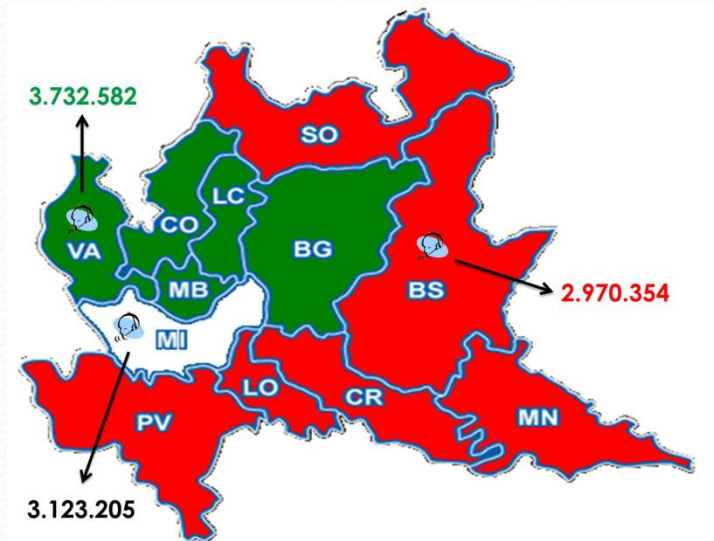 3.732.582
SO
LC
CO
VA
BG
MB
BS
2.970.354
MI
LO
CR
PV
MN
3.123.205